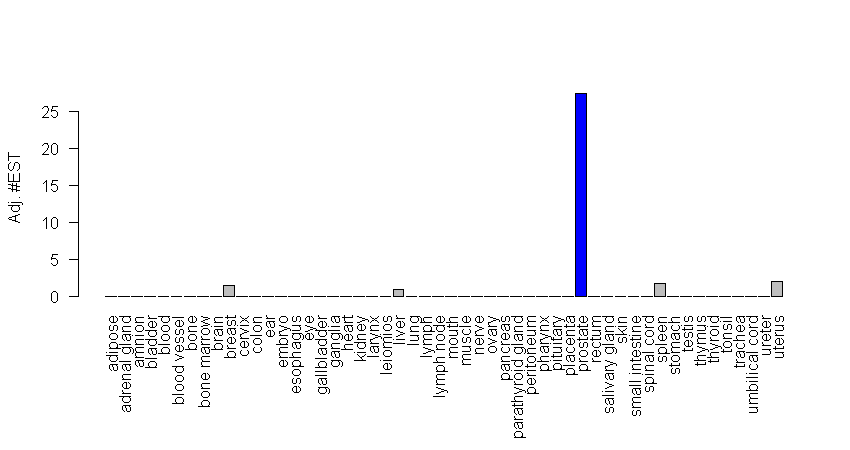 Adj. #EST
25
20
15
10
5
0
adipose
adrenal gland
amnion
bladder
blood
blood vessel
bone
bone marrow
brain
breast
cervix
colon
ear
embryo
esophagus
eye
gallbladder
ganglia
heart
kidney
larynx
leiomios
liver
lung
lymph
lymph node
mouth
muscle
nerve
ovary
pancreas
parathyroid gland
peritoneum
pharynx
pituitary
placenta
prostate
rectum
salivary gland
skin
small intestine
spinal cord
spleen
stomach
testis
thymus
thyroid
tonsil
trachea
umbilical cord
ureter
uterus